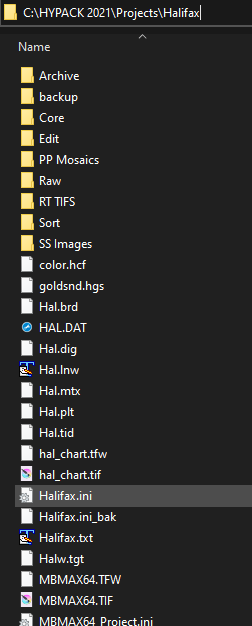 C:\HYPACK 2021\Projects\Halifax
Name
Archive
backup
Core
Edit
PP Mosaics
Raw
RT TIFS
Sort
SS Images
color.hcf
goldsnd.hgs
Hal.brd
HAL.DAT
Hal.dig
Hal.lnw
Hal.mtx
Hal.plt
Hal.tid
hal_chart.tfw
hal_chart.tif
Halifax.ini
Halifax.ini_bak
Halifax.txt
Halw.tgt
MBMAX64.TFW
MBMAX64.TIF
MBMAX64_Project.ini